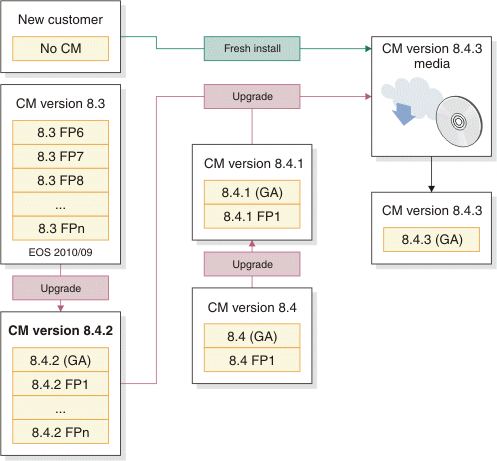 New customer
No CM
Fresh install
CM version 8.4.3
media
CM version 8.3
8.3 FP6
8.3 FP7
8.3 FP8
...
8.3 FPn
EOS 2010/09
Upgrade
CM version 8.4.2
8.4.2 (GA)
8.4.2 FP1
...
8.4.2 FPn
Upgrade
CM version 8.4.1
8.4.1 (GA)
8.4.1 FP1
Upgrade
CM version 8.4
8.4 (GA)
8.4 FP1
CM version 8.4.3
8.4.3 (GA)